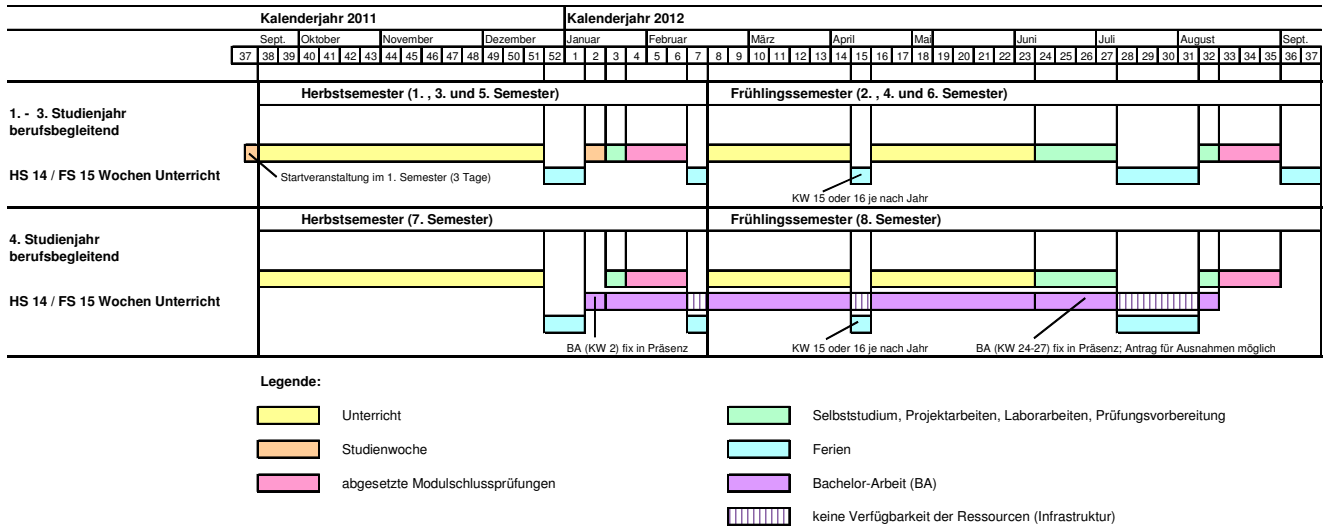 Kalenderjahr 2011 Kalenderjahr 2012
Sept. Oktober November Dezember Januar Februar März April Mai Juni Juli August Sept.
37 38 39 40 41 42 43 44 45 46 47 48 49 50 51 52 1 2 3 4 5 6 7 8 9 10 11 12 13 14 15 16 17 18 19 20 21 22 23 24 25 26 27 28 29 30 31 32 33 34 35 36 37
Herbstsemester (1. , 3. und 5. Semester) Frühlingssemester (2. , 4. und 6. Semester)
1. - 3. Studienjahr
berufsbegleitend
HS 14 / FS 15 Wochen Unterricht
Startveranstaltung im 1. Semester (3 Tage)
KW 15 oder 16 je nach Jahr
Herbstsemester (7. Semester) Frühlingssemester (8. Semester)
4. Studienjahr
berufsbegleitend
HS 14 / FS 15 Wochen Unterricht
BA (KW 2) fix in Präsenz KW 15 oder 16 je nach Jahr BA (KW 24-27) fix in Präsenz; Antrag für Ausnahmen möglich
Legende:
Unterricht Selbststudium, Projektarbeiten, Laborarbeiten, Prüfungsvorbereitung
Studienwoche Ferien
abgesetzte Modulschlussprüfungen Bachelor-Arbeit (BA)
keine Verfügbarkeit der Ressourcen (Infrastruktur)